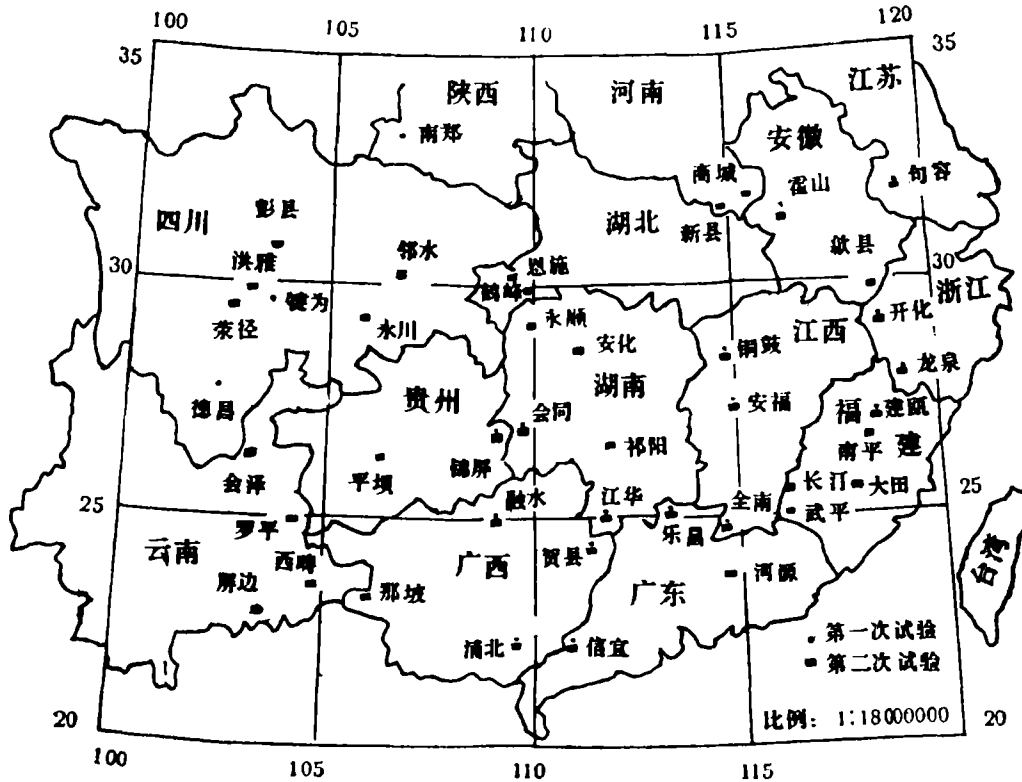 100
105
110
115
120
35
35
陕西
河南
江苏
南郑
安徽
商城
霍山
句容
四川
彭县
湖北
新县
歙县
洪雅
邻水
恩施
30
30
鹤峰
浙江
犍为
荥径
永川
永顺
开化
江西
安化
铜鼓
龙泉
德昌
贵州
湖南
安福
福建
建瓯
会同
南平
会泽
平坝
锦屏
祁阳
长汀
大田
25
25
融水
江华
全南
武平
罗平
乐昌
云南
西畴
广西
贺县
河源
台湾
屏边
那坡
广东
浦北
信宜
第一次试验
第二次试验
20
比例: 1:18000000
20
100
105
110
115